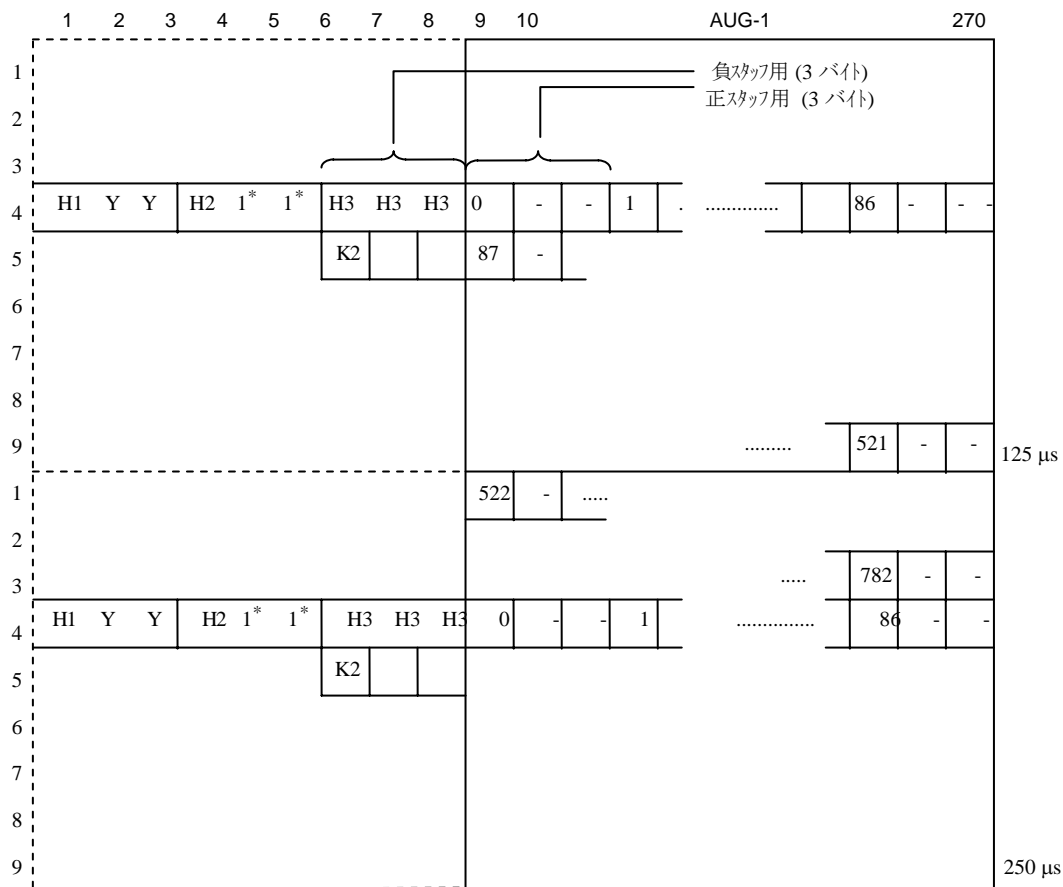 1 2 3 4 5 6 7 8 9 10 AUG-1 270
1
負スタッフ用 (3 バイト)
正スタッフ用 (3 バイト)
2
3
4 H1 Y Y H2 1* 1* H3 H3 H3 0 - - 1 . .............. 86 - - -
5 K2 87 -
6
7
8
9 ......... 521 - - 125 μs
1 522 - .....
2
3 ..... 782 - -
4 H1 Y Y H2 1* 1* H3 H3 H3 0 - - 1 ............... 86 - -
5 K2
6
7
8
9 250 μs